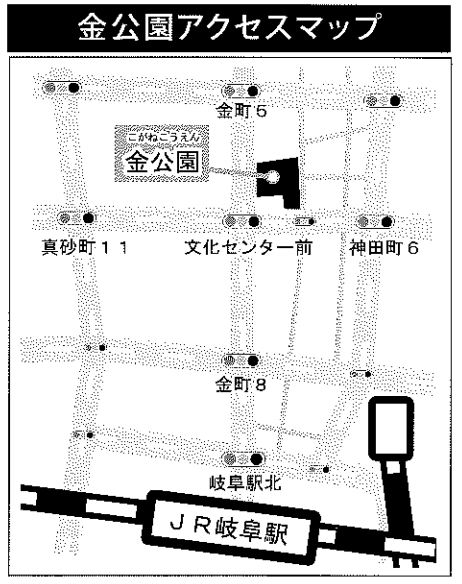 金公園アクセスマップ
金町5
こがねこうえん
金公園
真砂町11
文化センター前
神田町6
金町8
岐阜駅北
JR岐阜駅